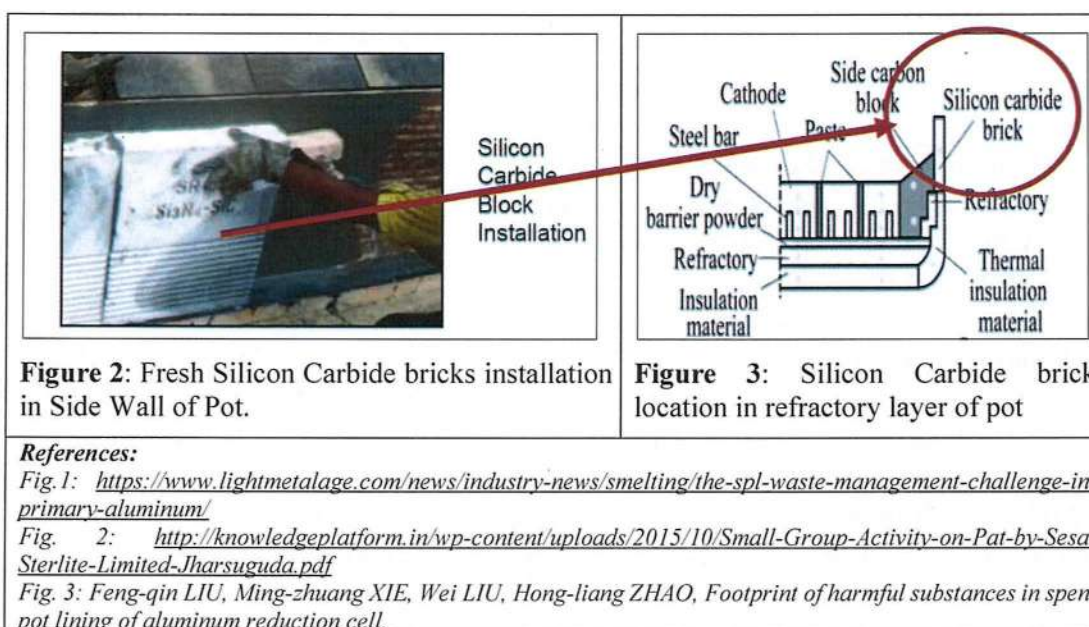 SR
Si3N4-SiC
Silicon
Carbide
Block
Installation
Figure 2: Fresh Silicon Carbide bricks installation
in Side Wall of Pot.
Side carbon
block
Cathode
Silicon carbide
brick
Steel bar
Paste
Dry
barrier powder
Refractory
Refractory
Insulation
material
Thermal
insulation
material
Figure 3: Silicon Carbide brick
location in refractory layer of pot
References:
Fig.1: https://www.lightmetalage.com/news/industry-news/smelting/the-spl-waste-management-challenge-in
primary-aluminum/
Fig. 2: http://knowledgeplatform.in/wp-content/uploads/2015/10/Small-Group-Activity-on-Pat-by-Sesa
Sterlite-Limited-Jharsuguda.pdf
Fig. 3: Feng-qin LIU, Ming-zhuang XIE, Wei LIU, Hong-liang ZHAO, Footprint of harmful substances in spen
pot lining of aluminum reduction cell